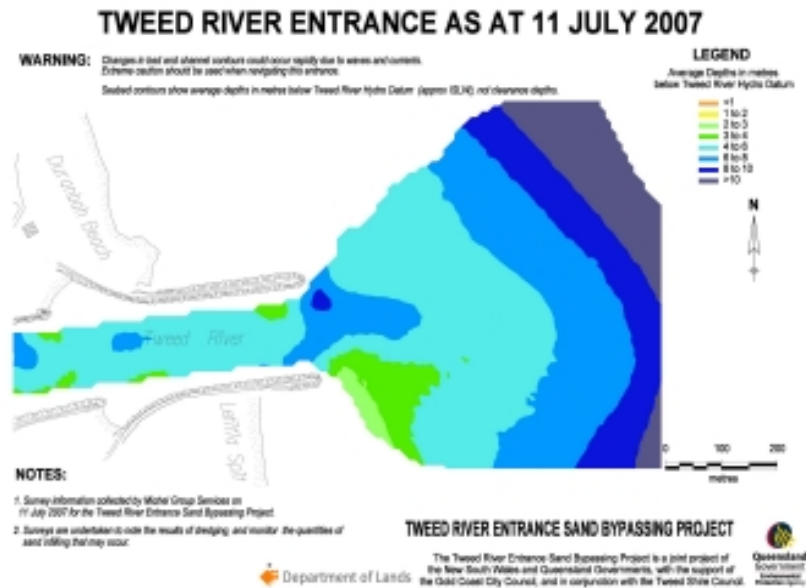 TWEED RIVER ENTRANCE AS AT 11 JULY 2007
WARNING: Changes in bed and channel contours could occur rapidly due to waves and currents.
Extreme caution should be used when navigating this entrance.
Seabed contours show average depths in metres below Tweed River Hydro Datum (approx ISLW), not clearance depths.
LEGEND
Average Depths in metres
below Tweed River Hydro Datum
<1
1 to 2
2 to 3
3 to 4
4 to 6
6 to 8
8 to 10
>10
N
Duranbah Beach
Tweed River
Letitia Spit
0 100 200
metres
NOTES:
1. Survey information collected by Michel Group Services on
11 July 2007 for the Tweed River Entrance Sand Bypassing Project.
2. Surveys are undertaken to note the results of dredging and monitor the quantities of
sand infilling that may occur.
Department of Lands
TWEED RIVER ENTRANCE SAND BYPASSING PROJECT
The Tweed River Entrance Sand Bypassing Project is a joint project of
the New South Wales and Queensland Governments, with the support of
the Gold Coast City Council, and in conjunction with the Tweed Shire Council.
Queensland
Government